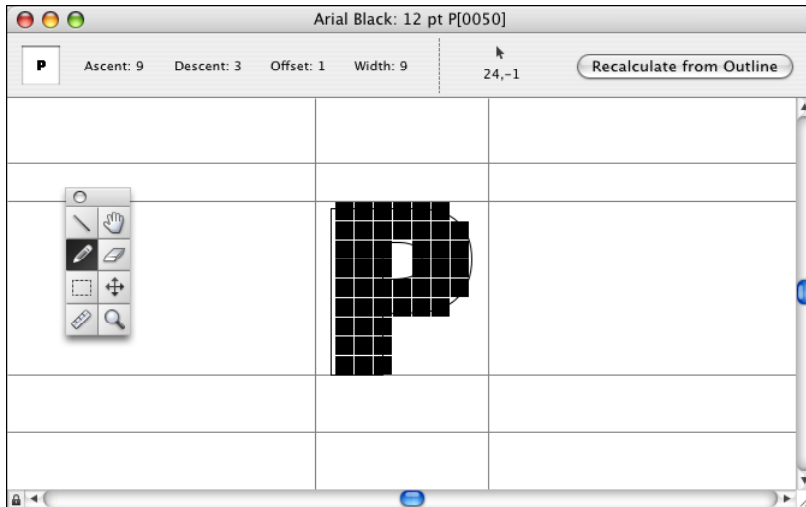 Arial Black: 12 pt P[0050]
P Ascent: 9 Descent: 3 Offset: 1 Width: 9 24,-1 Recalculate from Outline
P